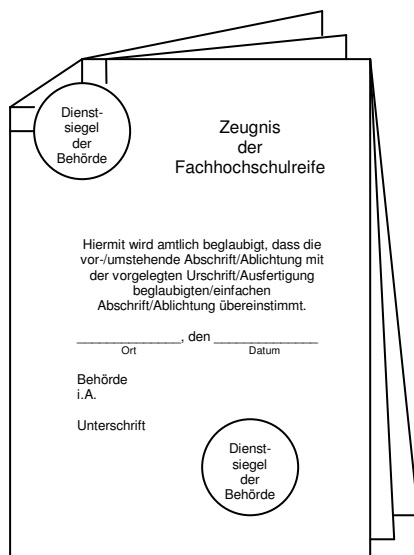 Dienst-
siegel
der
Behörde
Zeugnis
der
Fachhochschulreife
Hiermit wird amtlich beglaubigt, dass die
vor-/umstehende Abschrift/Ablichtung mit
der vorgelegten Urschrift/Ausfertigung
beglaubigten/einfachen
Abschrift/Ablichtung übereinstimmt.
______________, den ______________
Ort Datum
Behörde
i.A.
Unterschrift
Dienst-
siegel
der
Behörde